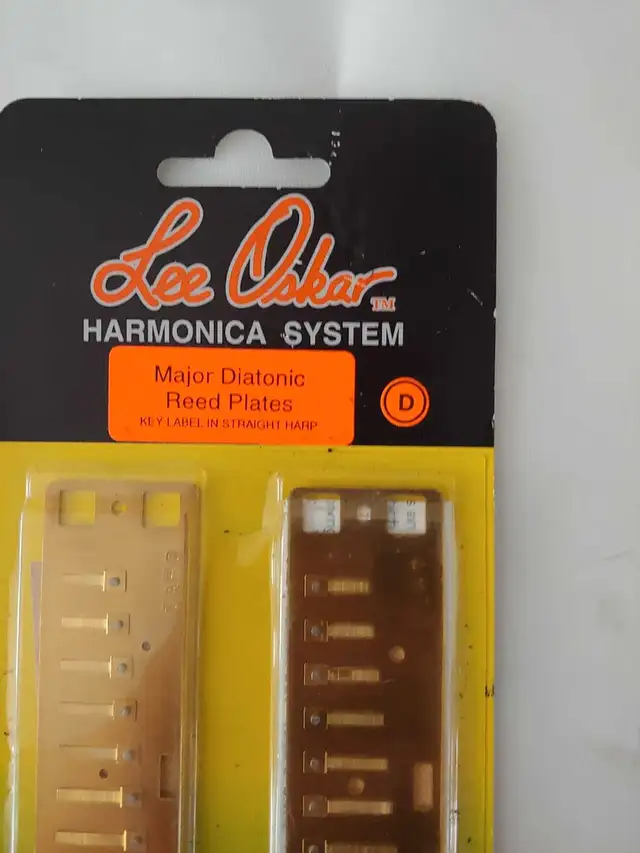 Lee Oskar TM
HARMONICA SYSTEM
Major Diatonic
Reed Plates
KEY LABEL IN STRAIGHT HARP
D